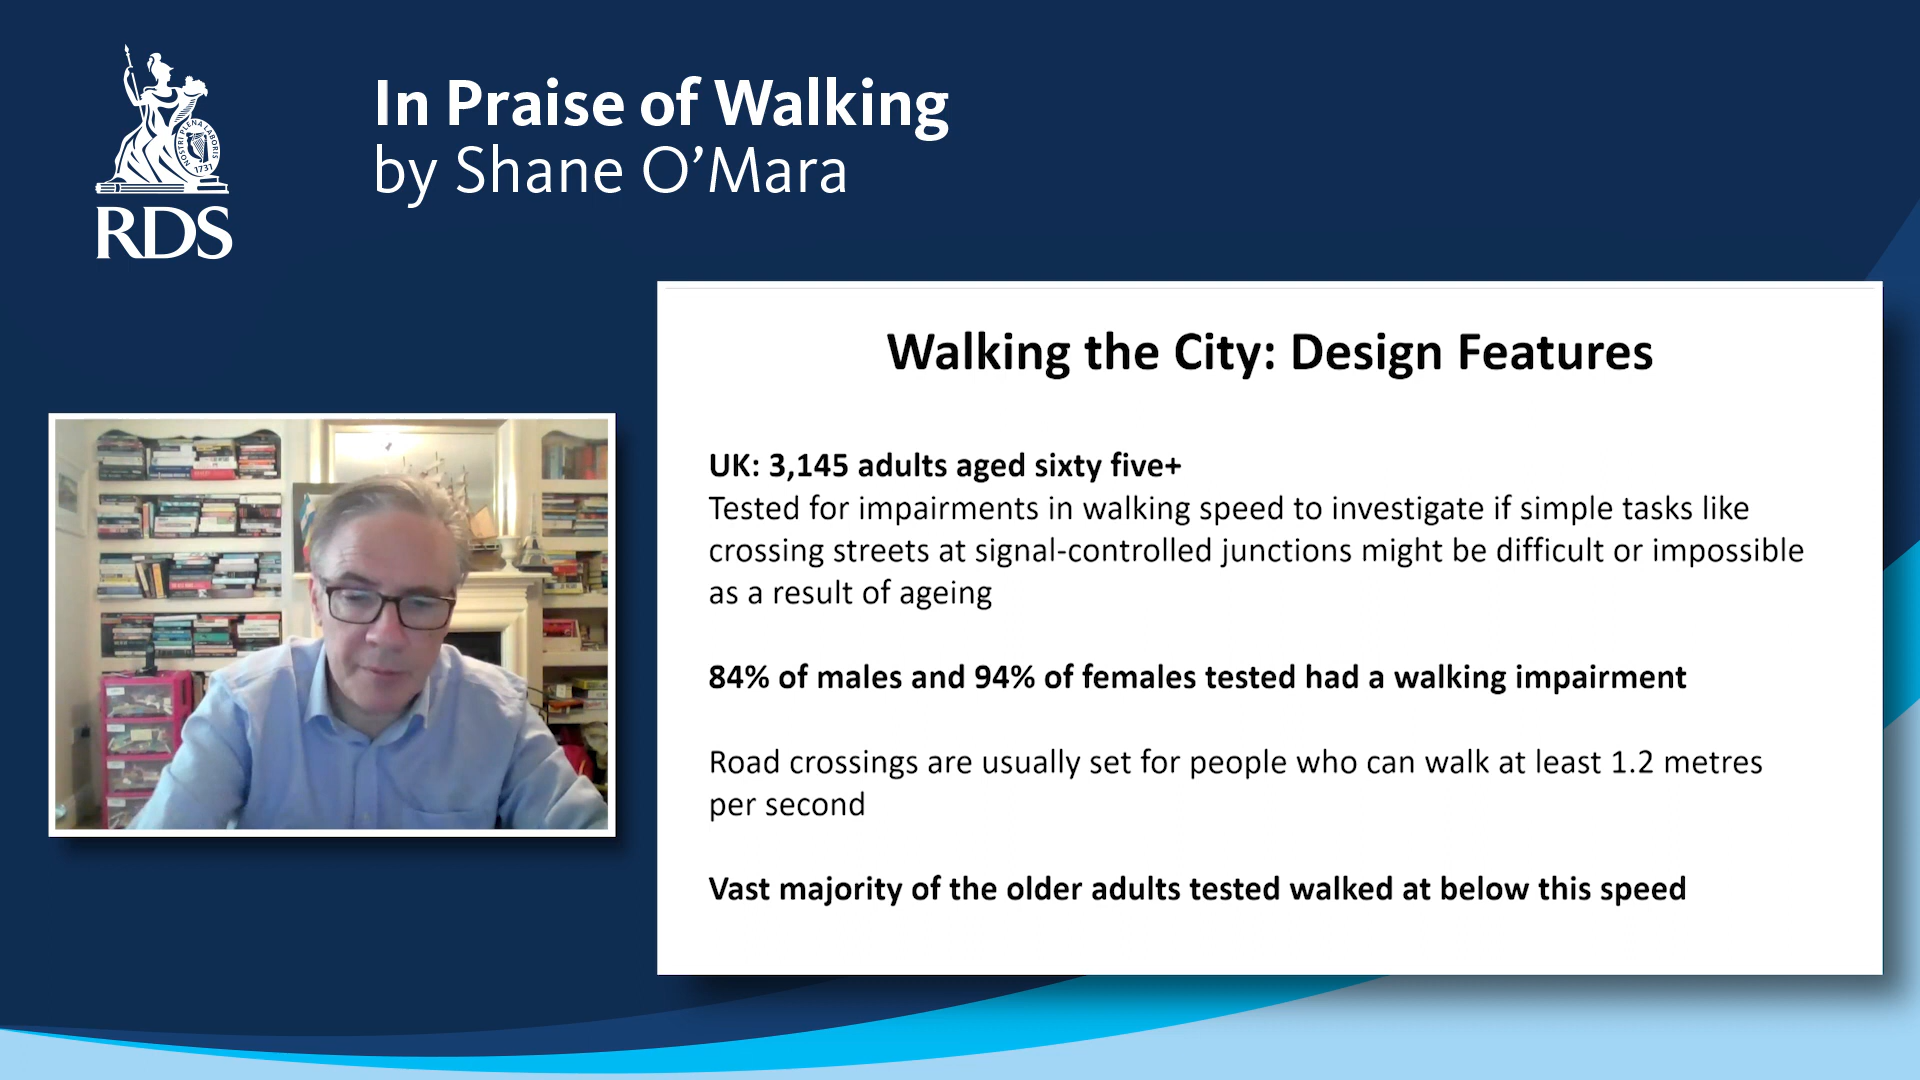 NOSTRI PLENA LABORIS
1731
RDS
In Praise of Walking
by Shane O’Mara
Walking the City: Design Features
UK: 3,145 adults aged sixty five+
Tested for impairments in walking speed to investigate if simple tasks like
crossing streets at signal-controlled junctions might be difficult or impossible
as a result of ageing
84% of males and 94% of females tested had a walking impairment
Road crossings are usually set for people who can walk at least 1.2 metres
per second
Vast majority of the older adults tested walked at below this speed